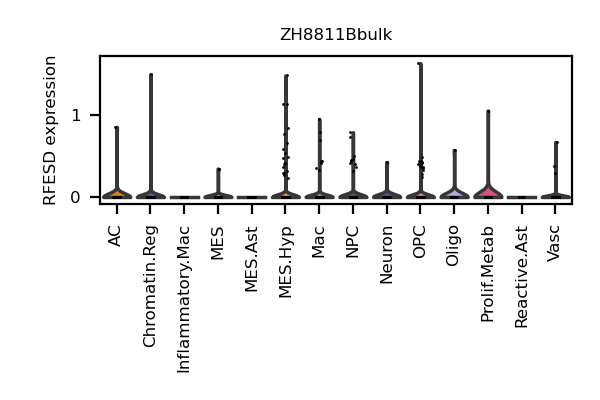 ZH8811Bbulk
RFESD expression
1
0
AC
Chromatin.Reg
Inflammatory.Mac
MES
MES.Ast
MES.Hyp
Mac
NPC
Neuron
OPC
Oligo
Prolif.Metab
Reactive.Ast
Vasc